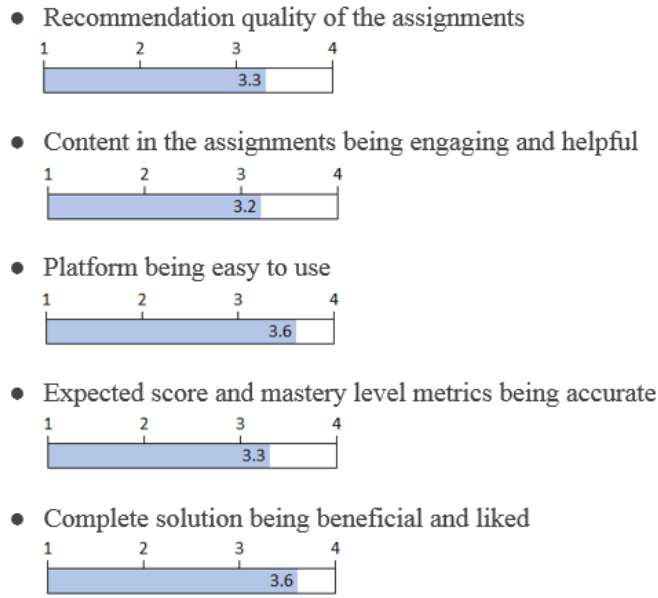 ● Recommendation quality of the assignments
1 2 3 4
3.3
● Content in the assignments being engaging and helpful
1 2 3 4
3.2
● Platform being easy to use
1 2 3 4
3.6
● Expected score and mastery level metrics being accurate
1 2 3 4
3.3
● Complete solution being beneficial and liked
1 2 3 4
3.6